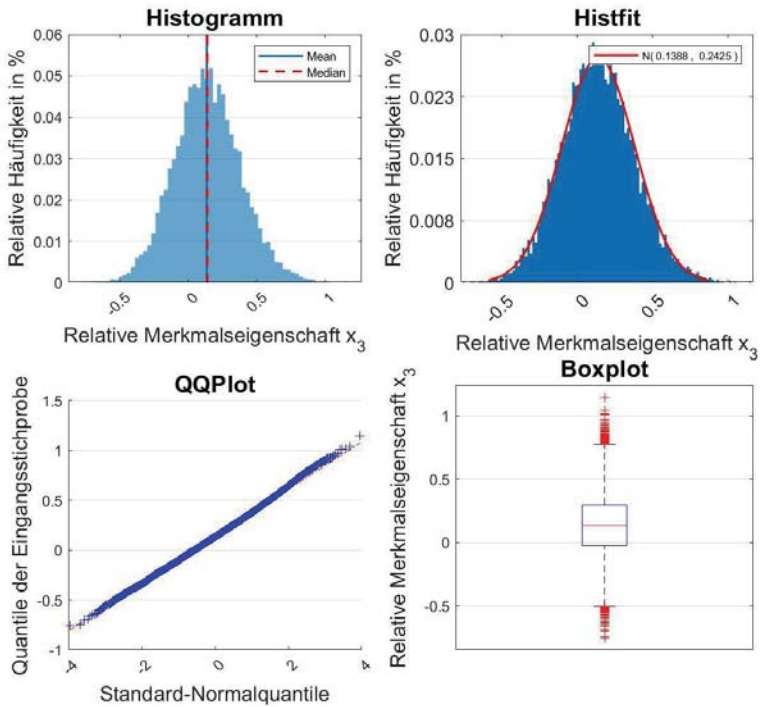 Histogramm
Relative Häufigkeit in %
0.06
0.05
0.04
0.03
0.02
0.01
0
-0.5
0
0.5
1
Mean
Median
Relative Merkmalseigenschaft x3
Histfit
Relative Häufigkeit in %
0.03
0.023
0.015
0.008
0
-0.5
0
0.5
1
N( 0.1388 , 0.2425 )
Relative Merkmalseigenschaft x3
QQPlot
Quantile der Eingangsstichprobe
1.5
1
0.5
0
-0.5
-1
-4
-2
0
2
4
Standard-Normalquantile
Boxplot
Relative Merkmalseigenschaft x3
1
0.5
0
-0.5